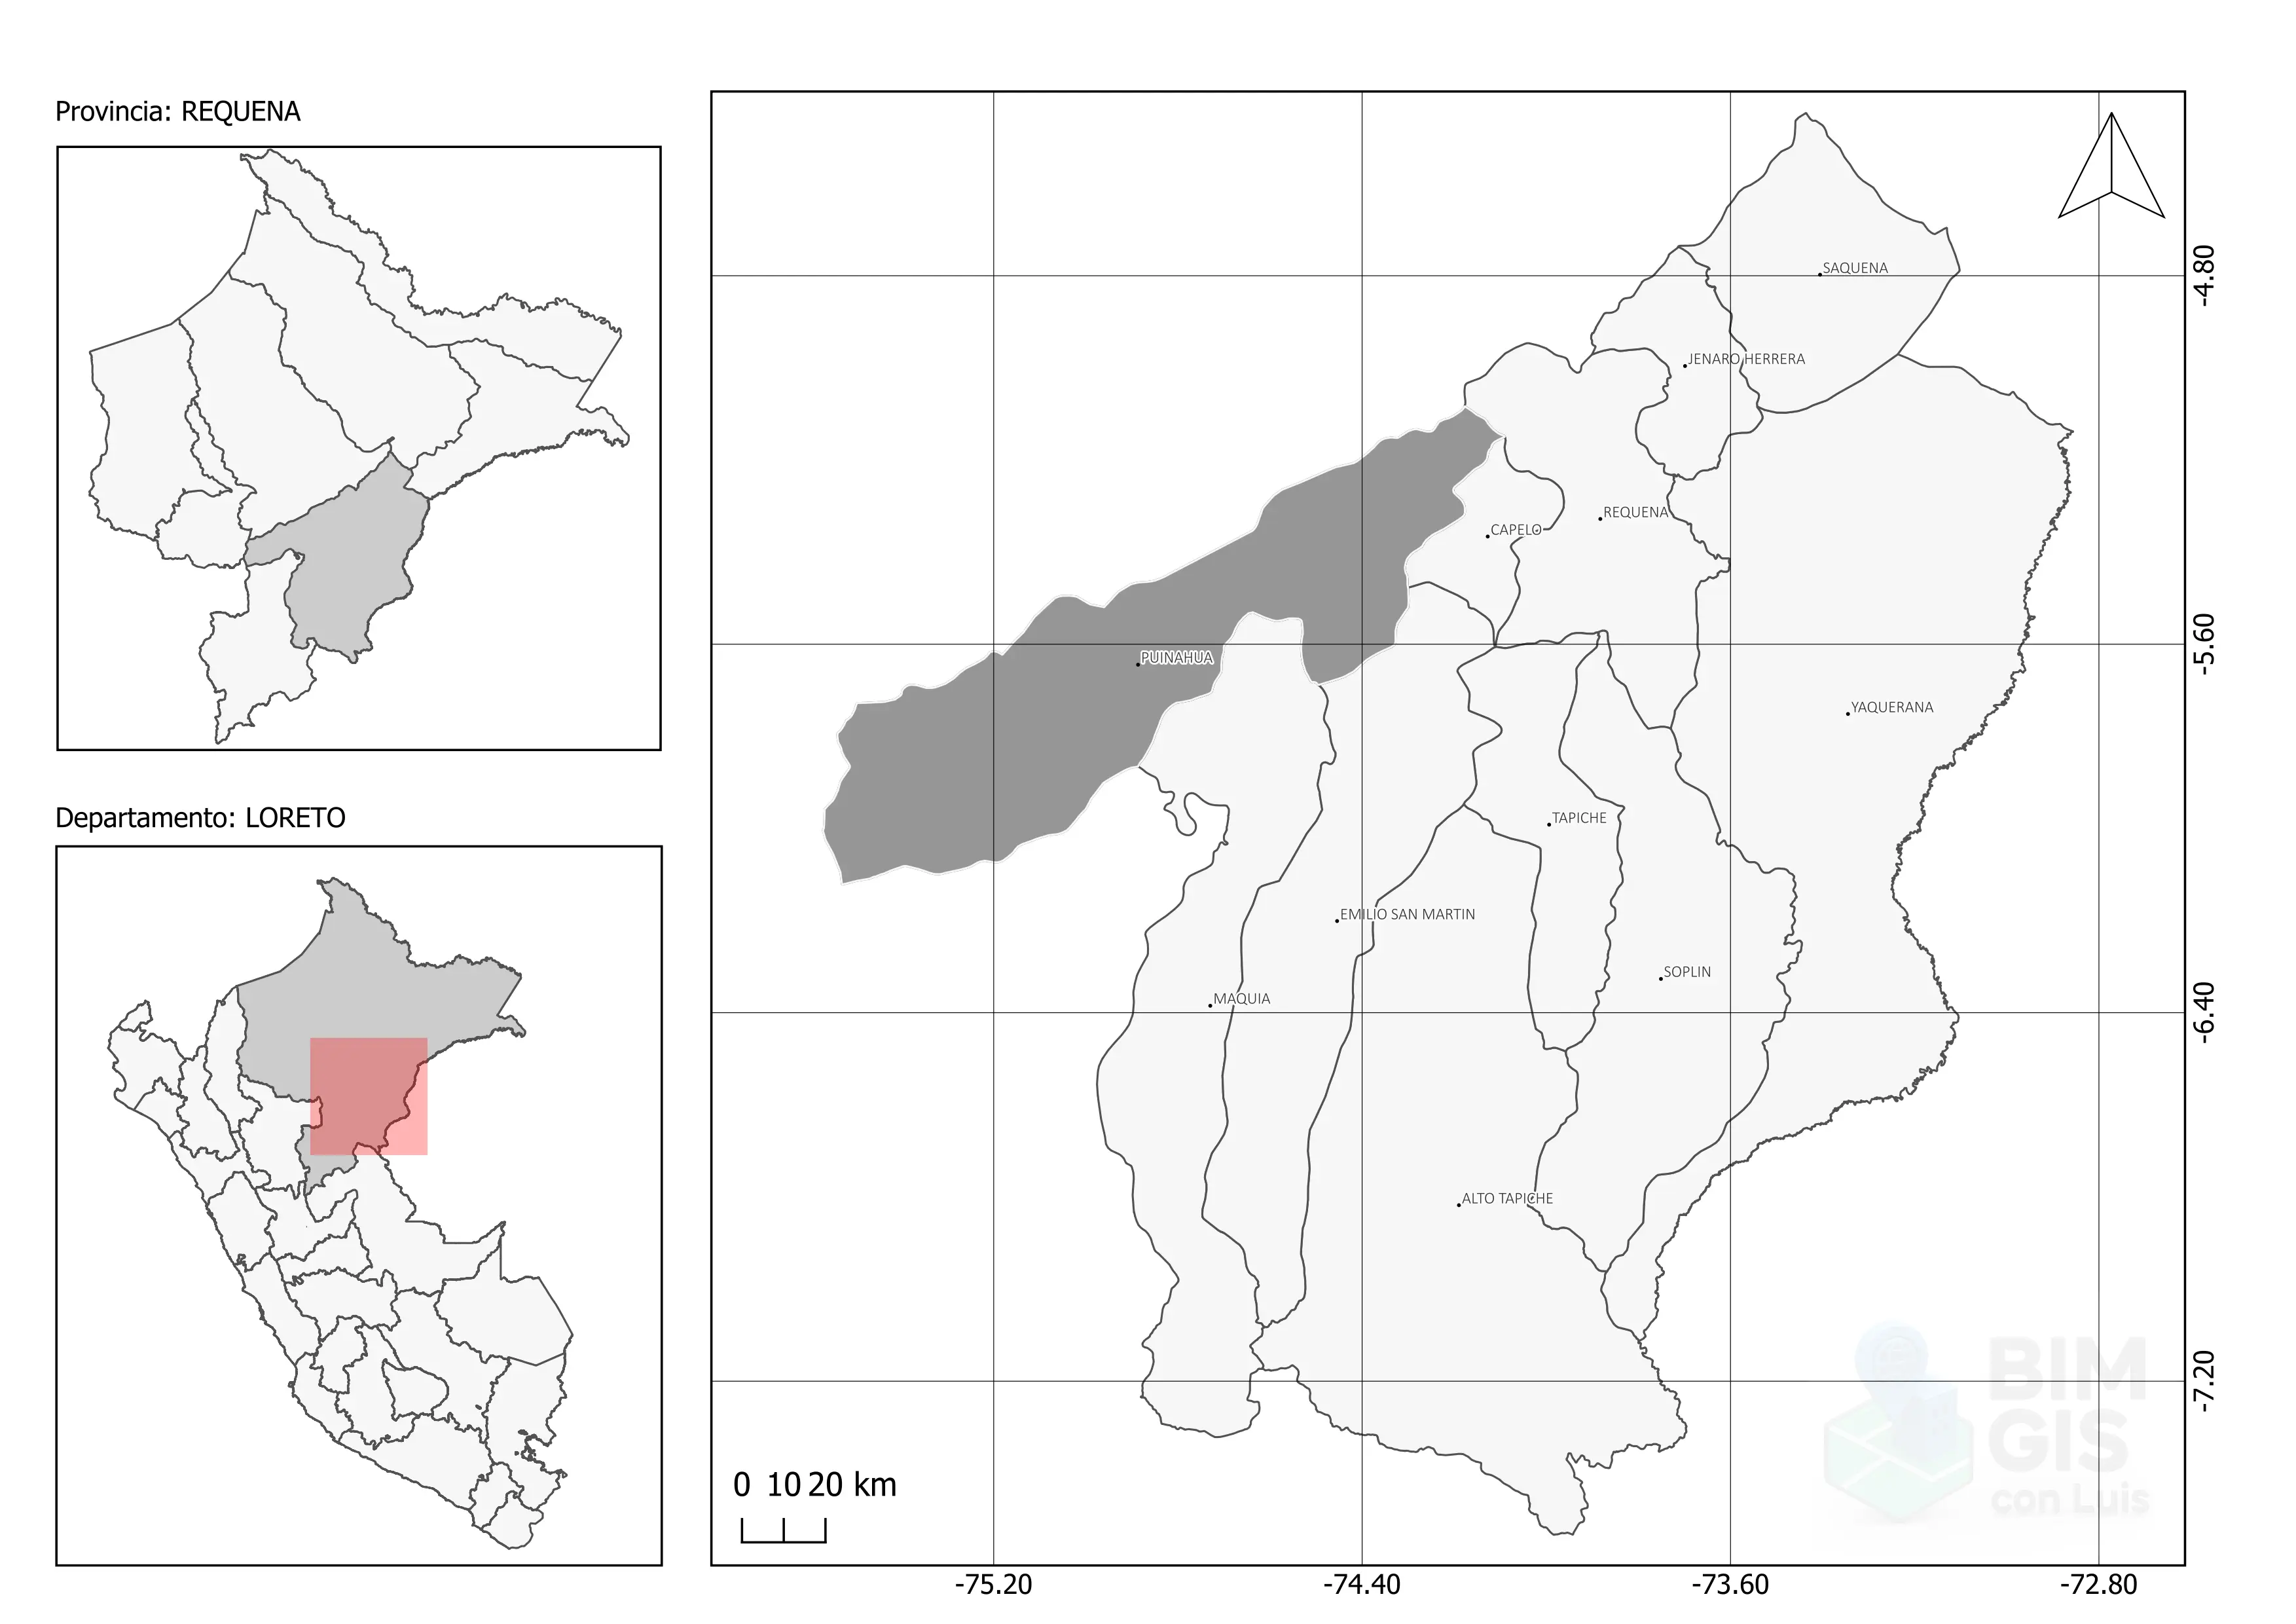 Provincia: REQUENA
Departamento: LORETO
SAQUENA
JENARO HERRERA
REQUENA
CAPELO
PUINAHUA
YAQUERANA
TAPICHE
EMILIO SAN MARTIN
SOPLIN
MAQUIA
ALTO TAPICHE
-4.80
-5.60
-6.40
-7.20
0 10 20 km
-75.20 -74.40 -73.60 -72.80
BIM
GIS
con Luis